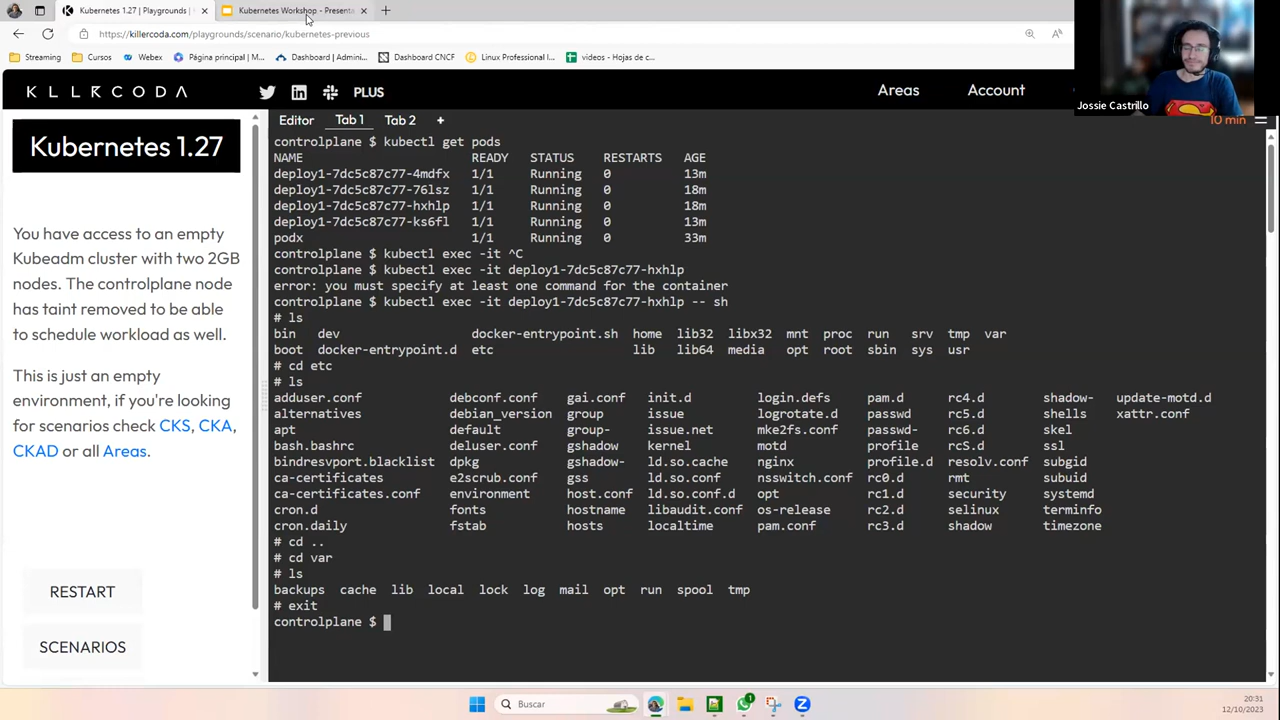 Kubernetes 1.27 | Playgrounds |
Kubernetes Workshop - Presenta
https://killercoda.com/playgrounds/scenario/kubernetes-previous
Streaming
Cursos
Webex
Página principal | M...
Dashboard | Admini...
Dashboard CNCF
Linux Professional I...
videos - Hojas de c...
Jossie Castrillo
KLLRKODA
PLUS
Areas
Account
Kubernetes 1.27
You have access to an empty
Kubeadm cluster with two 2GB
nodes. The controlplane node
has taint removed to be able
to schedule workload as well.
This is just an empty
environment, if you're looking
for scenarios check CKS, CKA,
CKAD or all Areas.
RESTART
SCENARIOS
Editor Tab 1 Tab 2 +
10 min
controlplane $ kubectl get pods
NAME READY STATUS RESTARTS AGE
deploy1-7dc5c87c77-4mdfx 1/1 Running 0 13m
deploy1-7dc5c87c77-76lsz 1/1 Running 0 18m
deploy1-7dc5c87c77-hxhlp 1/1 Running 0 18m
deploy1-7dc5c87c77-ks6fl 1/1 Running 0 13m
podx 1/1 Running 0 33m
controlplane $ kubectl exec -it ^C
controlplane $ kubectl exec -it deploy1-7dc5c87c77-hxhlp
error: you must specify at least one command for the container
controlplane $ kubectl exec -it deploy1-7dc5c87c77-hxhlp -- sh
# ls
bin dev docker-entrypoint.sh home lib32 libx32 mnt proc run srv tmp var
boot docker-entrypoint.d etc lib lib64 media opt root sbin sys usr
# cd etc
# ls
adduser.conf debconf.conf gai.conf init.d login.defs pam.d rc4.d shadow- update-motd.d
alternatives debian_version group issue logrotate.d passwd rc5.d shells xattr.conf
apt default group- issue.net mke2fs.conf passwd- rc6.d skel
bash.bashrc deluser.conf gshadow kernel motd profile rcS.d ssl
bindresvport.blacklist dpkg gshadow- ld.so.cache nginx profile.d resolv.conf subgid
ca-certificates e2scrub.conf gss ld.so.conf nsswitch.conf rc0.d rmt subuid
ca-certificates.conf environment host.conf ld.so.conf.d opt rc1.d security systemd
cron.d fonts hostname libaudit.conf os-release rc2.d selinux terminfo
cron.daily fstab hosts localtime pam.conf rc3.d shadow timezone
# cd ..
# cd var
# ls
backups cache lib local lock log mail opt run spool tmp
# exit
controlplane $
Buscar
1
20:31
12/10/2023